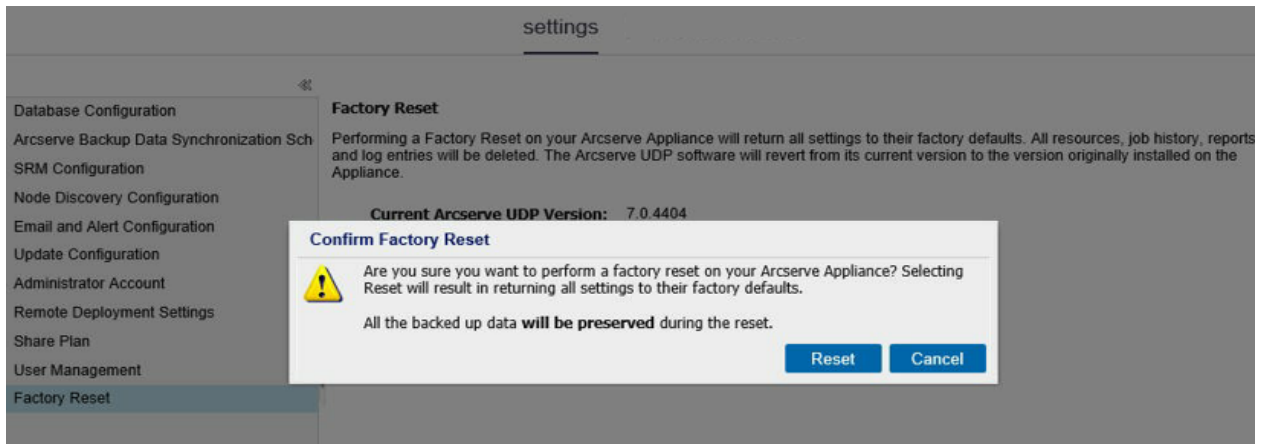 settings
Database Configuration
Arcserve Backup Data Synchronization Sch
SRM Configuration
Node Discovery Configuration
Email and Alert Configuration
Update Configuration
Administrator Account
Remote Deployment Settings
Share Plan
User Management
Factory Reset
Factory Reset
Performing a Factory Reset on your Arcserve Appliance will return all settings to their factory defaults. All resources, job history, reports
and log entries will be deleted. The Arcserve UDP software will revert from its current version to the version originally installed on the
Appliance.
Current Arcserve UDP Version: 7.0.4404
Confirm Factory Reset
Are you sure you want to perform a factory reset on your Arcserve Appliance? Selecting
Reset will result in returning all settings to their factory defaults.
All the backed up data will be preserved during the reset.
Reset Cancel